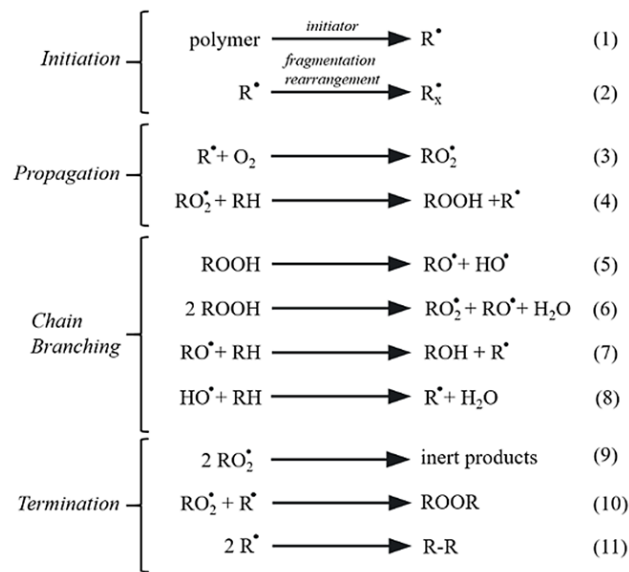 Initiation
polymer initiator R• (1)
R• fragmentation rearrangement Rₓ• (2)
Propagation
R• + O₂ RO₂• (3)
RO₂• + RH ROOH +R• (4)
Chain Branching
ROOH RO• + HO• (5)
2 ROOH RO₂• + RO• + H₂O (6)
RO• + RH ROH + R• (7)
HO• + RH R• + H₂O (8)
Termination
2 RO₂• inert products (9)
RO₂• + R• ROOR (10)
2 R• R-R (11)